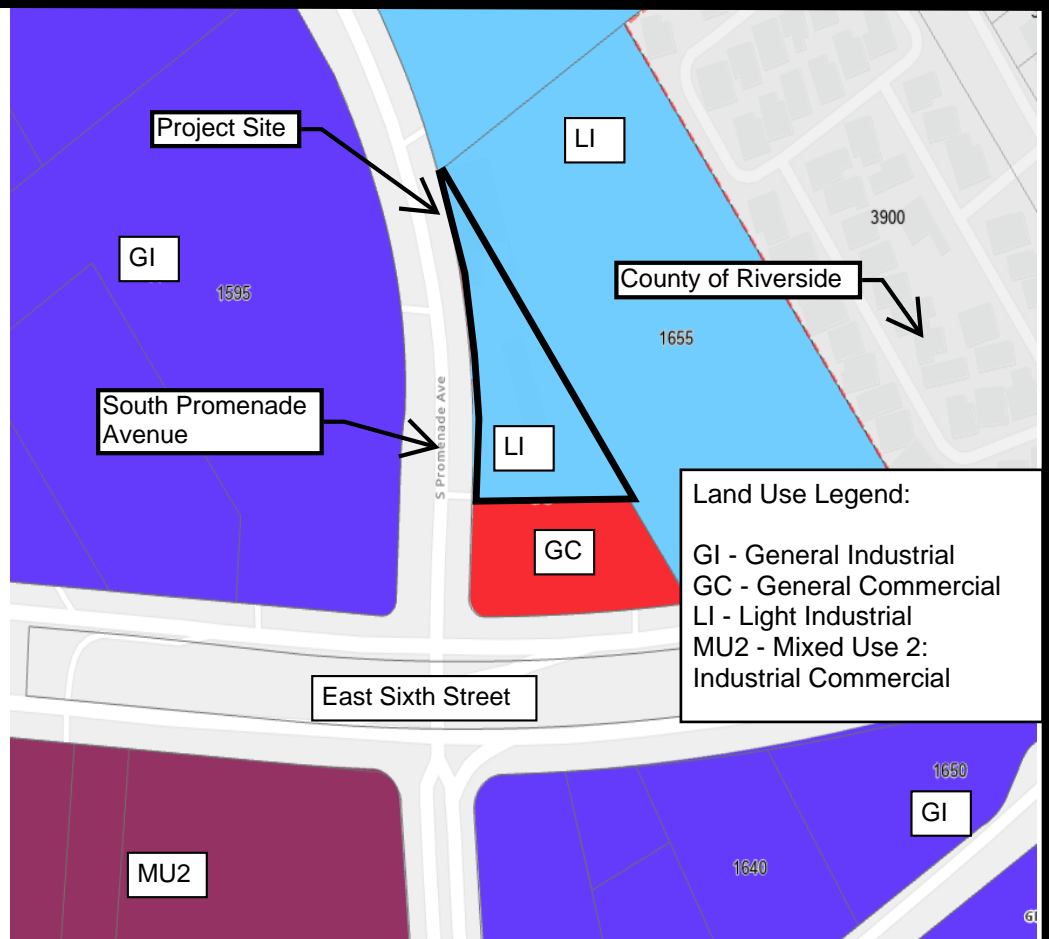 Project Site
LI
3900
GI
1595
County of Riverside
1655
South Promenade
Avenue
S Promenade Ave
LI
GC
Land Use Legend:
GI - General Industrial
GC - General Commercial
LI - Light Industrial
MU2 - Mixed Use 2:
Industrial Commercial
East Sixth Street
1650
GI
1640
MU2